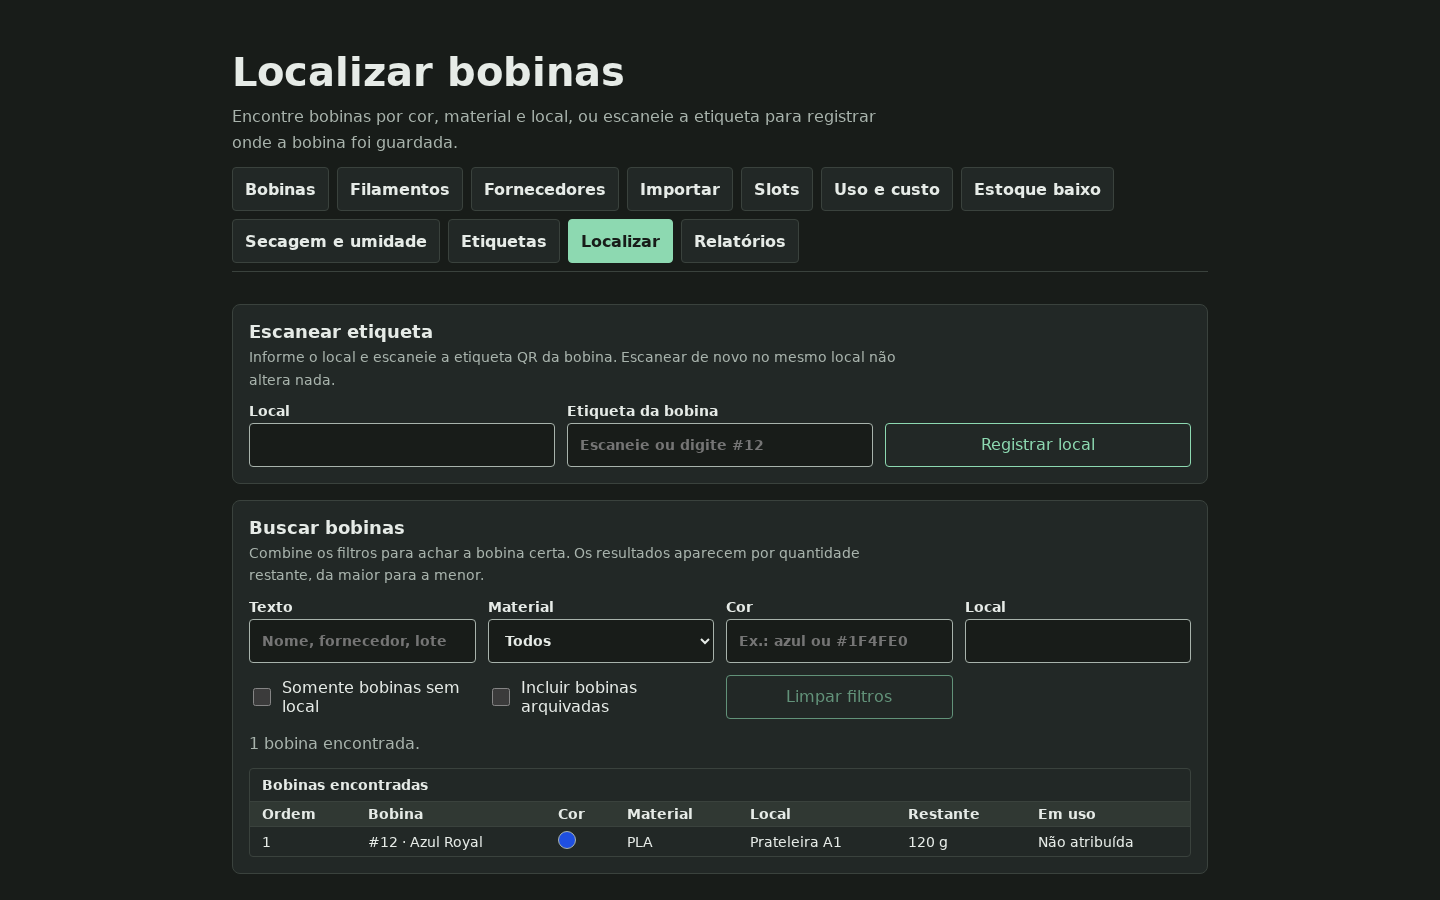 Localizar bobinas
Encontre bobinas por cor, material e local, ou escaneie a etiqueta para registrar
onde a bobina foi guardada.
Bobinas Filamentos Fornecedores Importar Slots Uso e custo Estoque baixo
Secagem e umidade Etiquetas Localizar Relatórios
Escanear etiqueta
Informe o local e escaneie a etiqueta QR da bobina. Escanear de novo no mesmo local não
altera nada.
Local Etiqueta da bobina
Escaneie ou digite #12 Registrar local
Buscar bobinas
Combine os filtros para achar a bobina certa. Os resultados aparecem por quantidade
restante, da maior para a menor.
Texto Material Cor Local
Nome, fornecedor, lote Todos Ex.: azul ou #1F4FE0
Somente bobinas sem
local
Incluir bobinas
arquivadas
Limpar filtros
1 bobina encontrada.
Bobinas encontradas
Ordem Bobina Cor Material Local Restante Em uso
1 #12 · Azul Royal PLA Prateleira A1 120 g Não atribuída